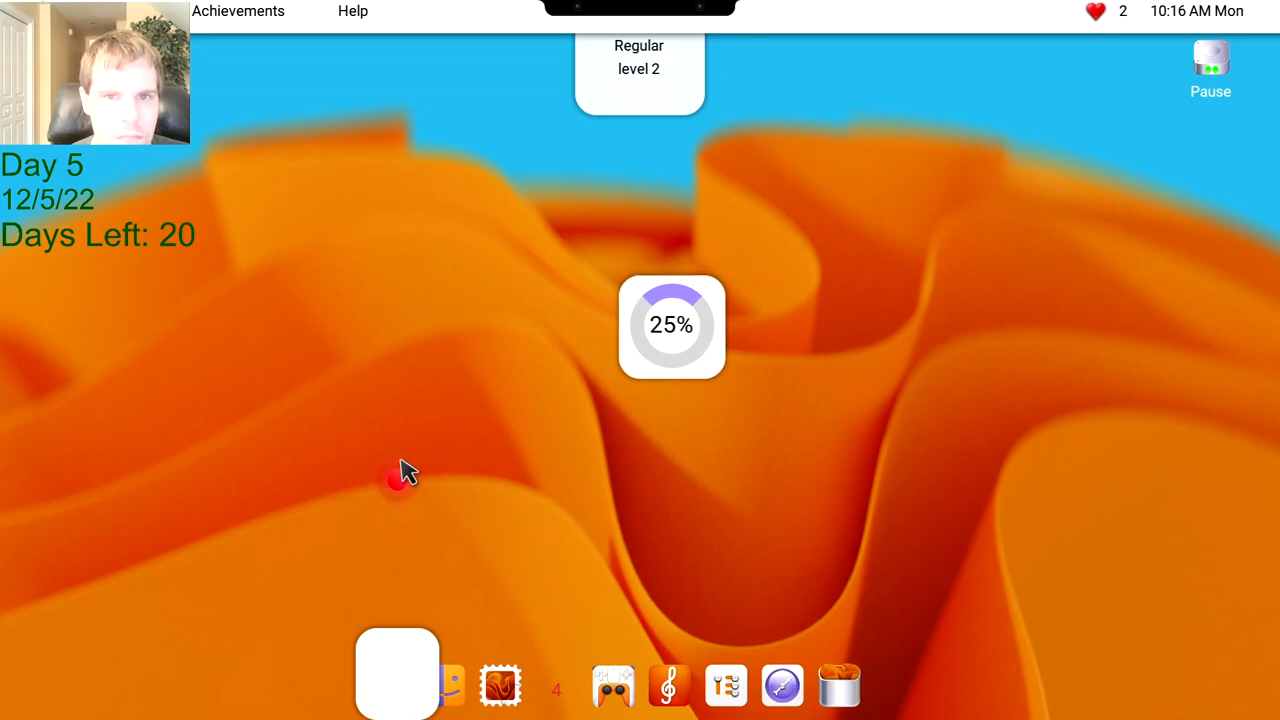 Achievements Help
2 10:16 AM Mon
Regular
level 2
Pause
Day 5
12/5/22
Days Left: 20
25%
4